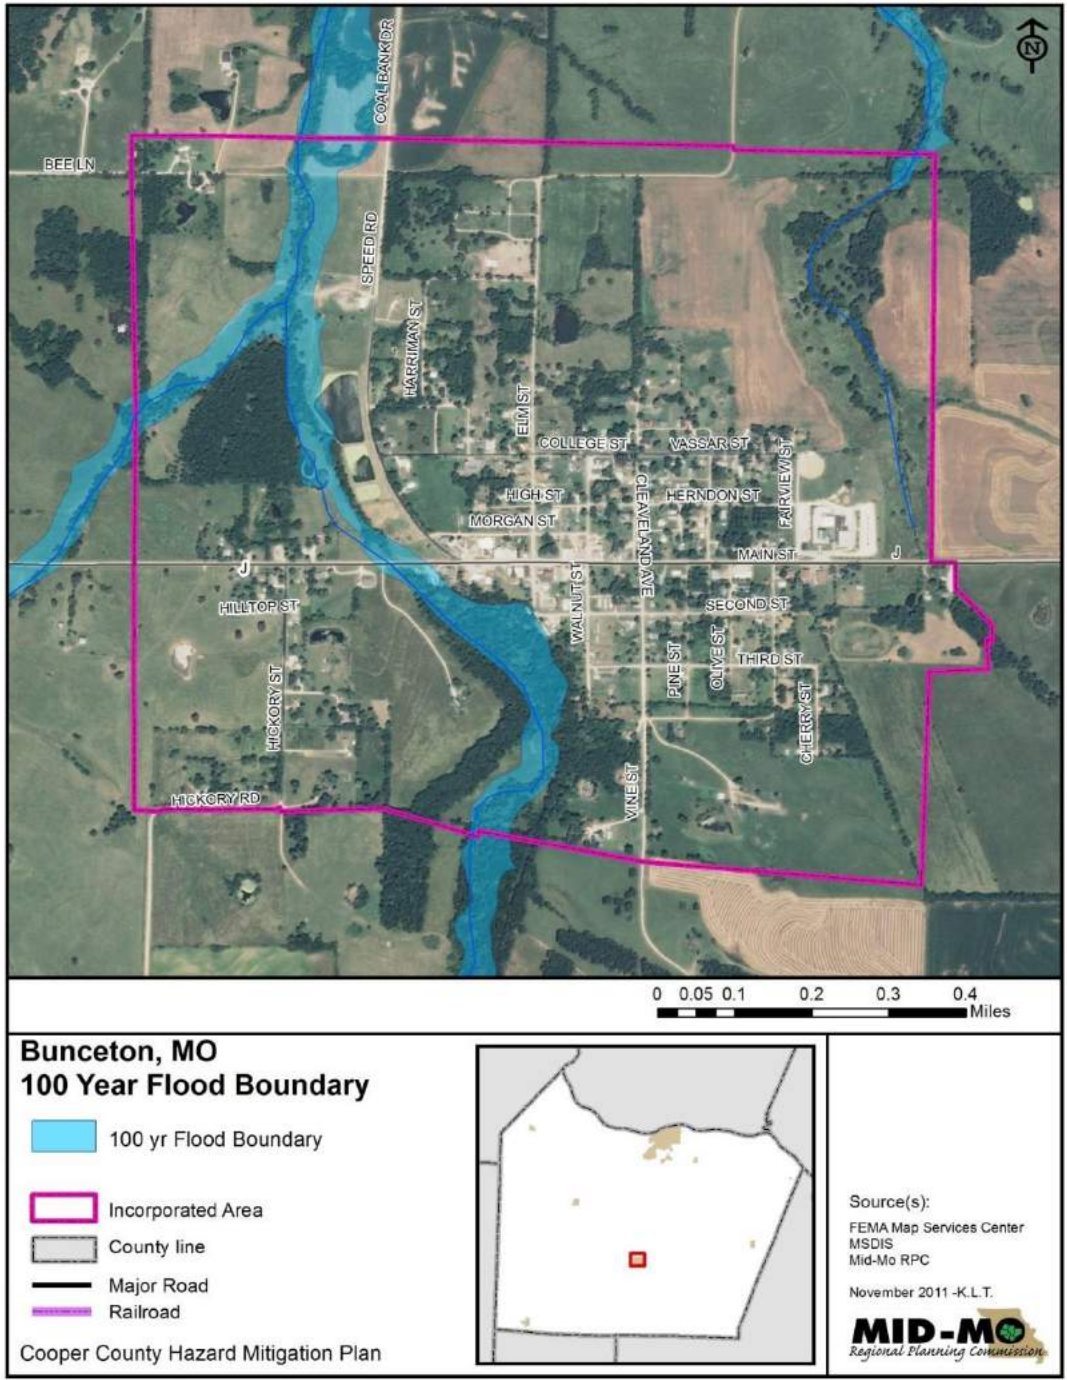 N
COAL BANK DR
BEE LN
SPEED RD
HARRIMAN ST
ELM ST
COLLEGE ST
VASSAR ST
FAIRVIEW ST
CLEAVELAND AVE
HIGH ST
HERNDON ST
MORGAN ST
MAIN ST
J
J
WALNUT ST
HILLTOP ST
SECOND ST
OLIVE ST
PINE ST
THIRD ST
HICKORY ST
CHERRY ST
VINE ST
HICKORY RD
0 0.05 0.1 0.2 0.3 0.4
Miles
Bunceton, MO
100 Year Flood Boundary
100 yr Flood Boundary
Incorporated Area
County line
Major Road
Railroad
Cooper County Hazard Mitigation Plan
Source(s):
FEMA Map Services Center
MSDIS
Mid-Mo RPC
November 2011 -K.L.T.
MID-MO
Regional Planning Commission